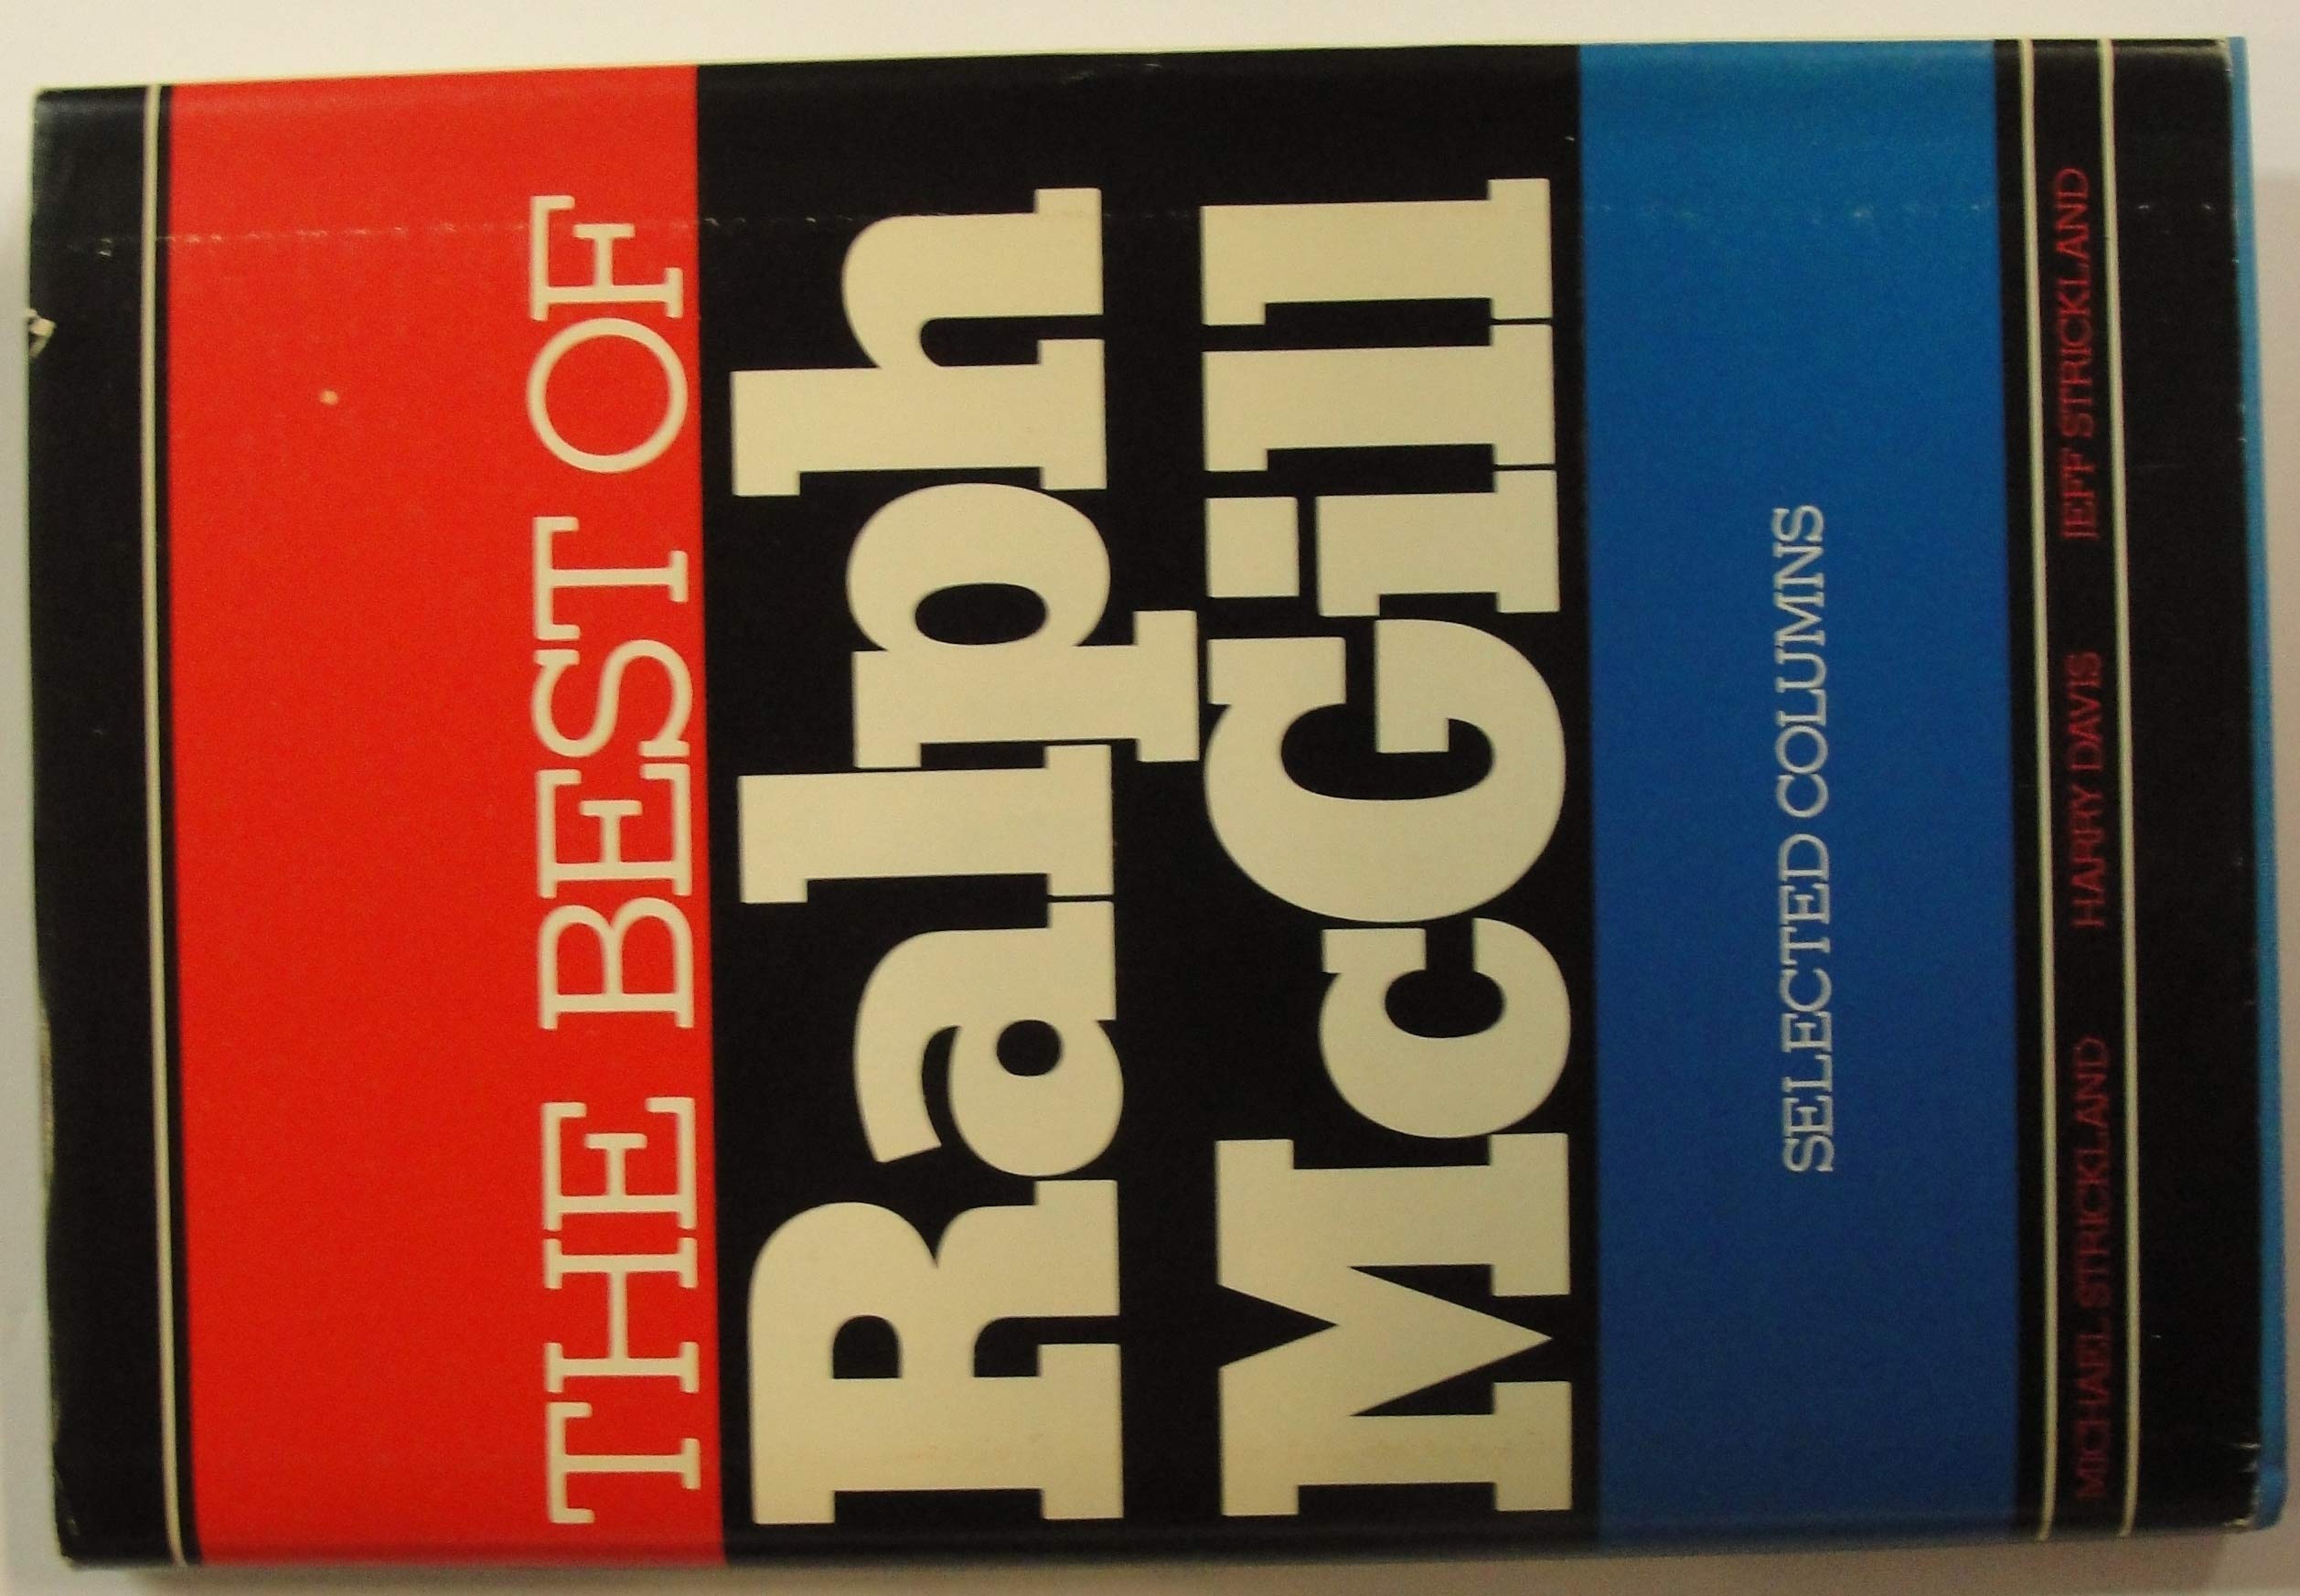 THE BEST OF
Ralph
McGill
SELECTED COLUMNS
MICHAEL STRICKLAND HARRY DAVIS JEFF STRICKLAND